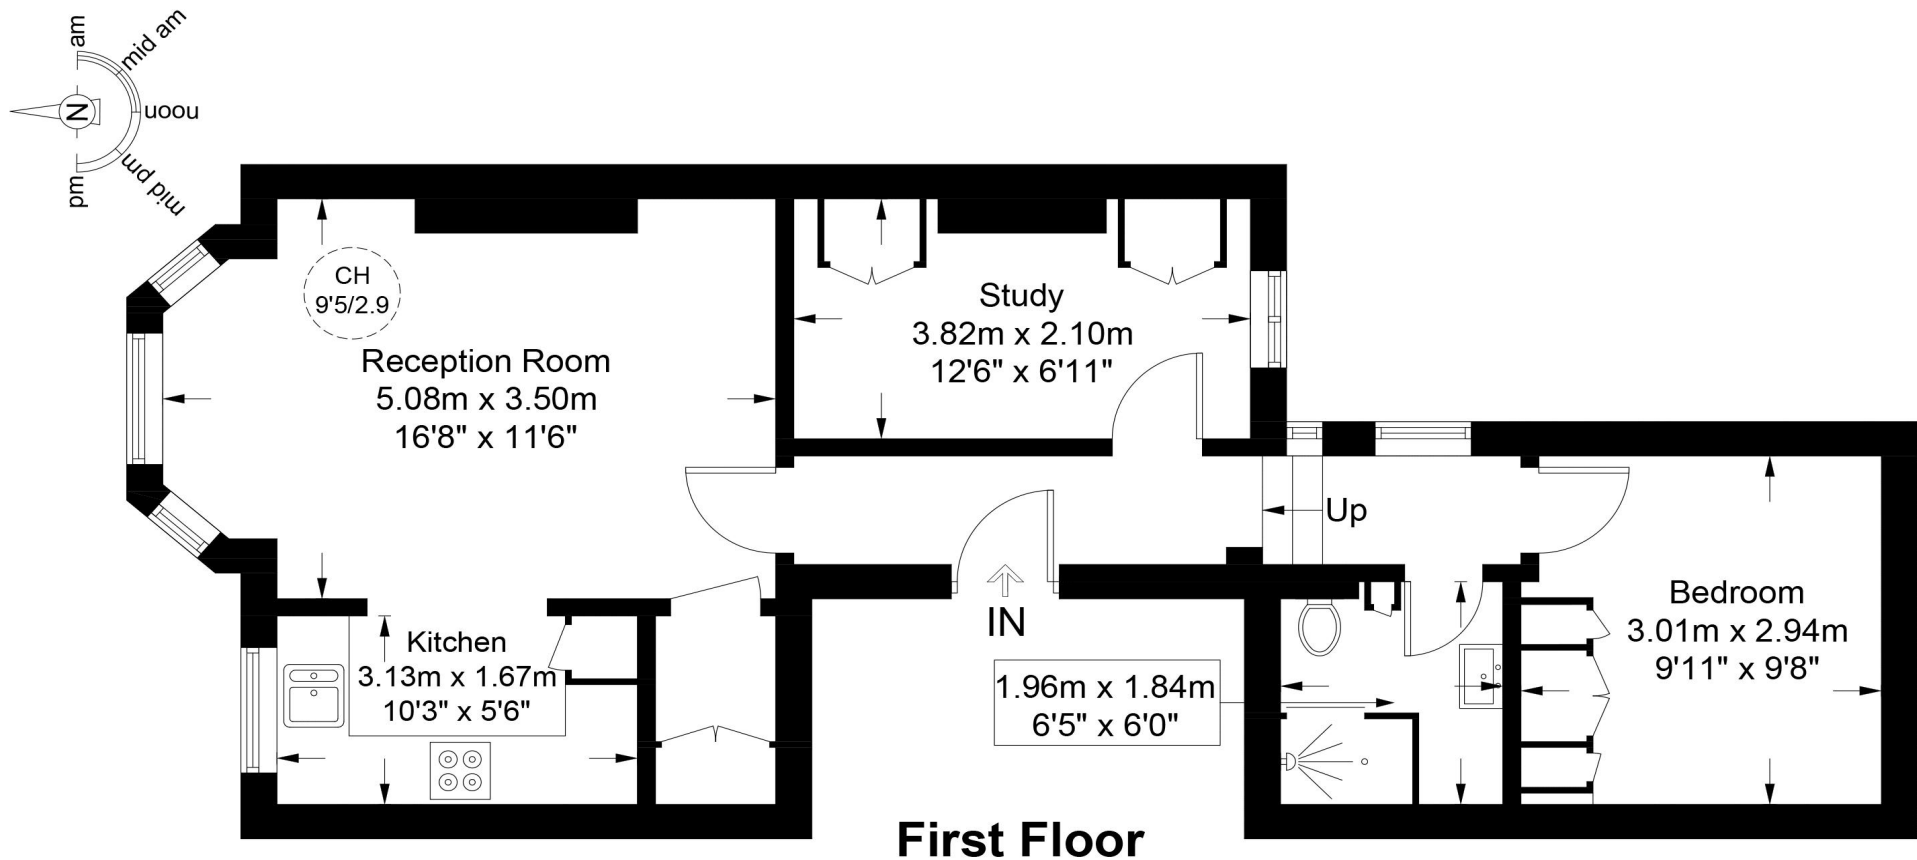 am
mid am
noon
mid pm
pm
N
CH
9'5/2.9
Reception Room
5.08m x 3.50m
16'8" x 11'6"
Study
3.82m x 2.10m
12'6" x 6'11"
Up
IN
Kitchen
3.13m x 1.67m
10'3" x 5'6"
1.96m x 1.84m
6'5" x 6'0"
Bedroom
3.01m x 2.94m
9'11" x 9'8"
First Floor